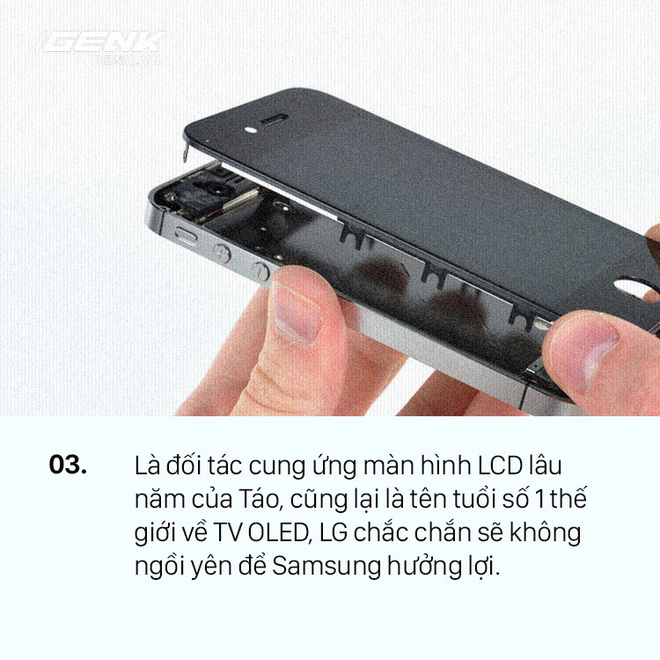 GENK
GENK.VN
03.
Là đối tác cung ứng màn hình LCD lâu
năm của Táo, cũng lại là tên tuổi số 1 thế
giới về TV OLED, LG chắc chắn sẽ không
ngồi yên để Samsung hưởng lợi.